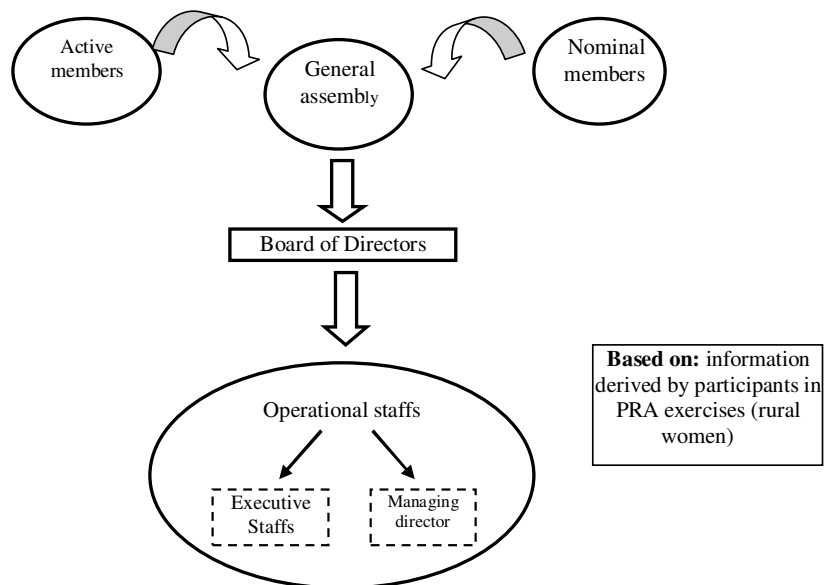 Active
members
General
assembly
Nominal
members
Board of Directors
Based on: information
derived by participants in
PRA exercises (rural
women)
Operational staffs
Executive
Staffs
Managing
director